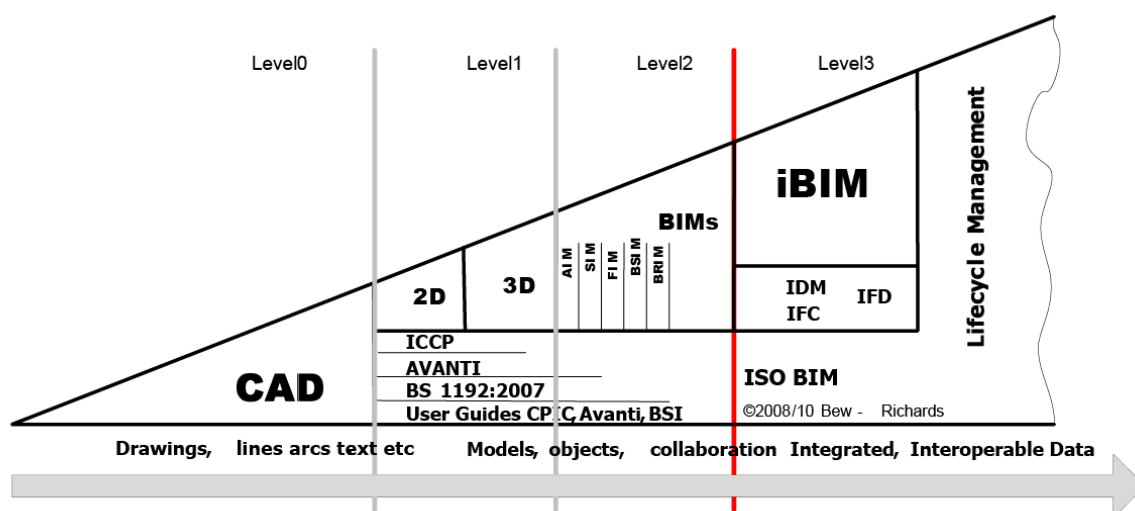 Level0
Level1
Level2
Level3
CAD
2D
3D
AIM
SIM
FIM
BSIM
BRIM
BIMs
iBIM
IDM
IFD
IFC
Lifecycle Management
ICCP
AVANTI
BS 1192:2007
User Guides CPIC, Avanti, BSI
ISO BIM
©2008/10 Bew - Richards
Drawings, lines arcs text etc
Models, objects, collaboration
Integrated, Interoperable Data